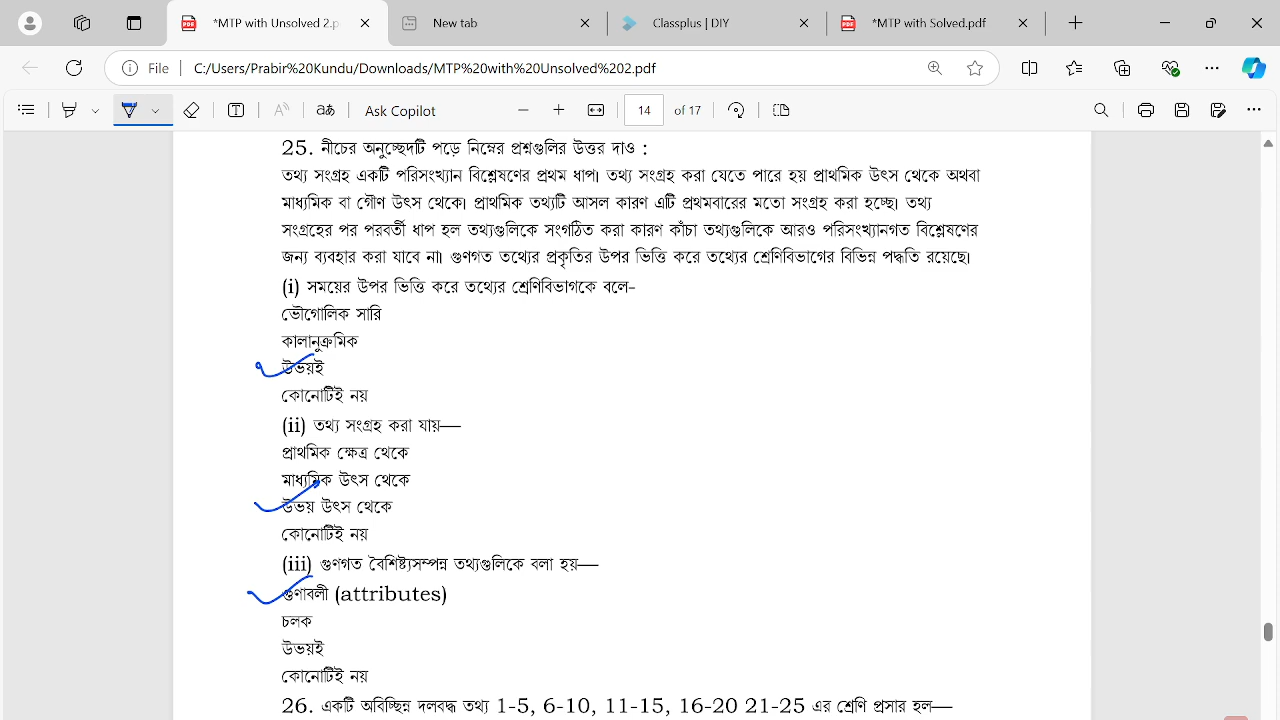 *MTP with Unsolved 2.p
New tab
Classplus | DIY
*MTP with Solved.pdf
File
C:/Users/Prabir%20Kundu/Downloads/MTP%20with%20Unsolved%202.pdf
Ask Copilot
14
of 17
25. নীচের অনুচ্ছেদটি পড়ে নিম্নের প্রশ্নগুলির উত্তর দাও :
তথ্য সংগ্রহ একটি পরিসংখ্যান বিশ্লেষণের প্রথম ধাপ। তথ্য সংগ্রহ করা যেতে পারে হয় প্রাথমিক উৎস থেকে অথবা
মাধ্যমিক বা গৌণ উৎস থেকে। প্রাথমিক তথ্যটি আসল কারণ এটি প্রথমবারের মতো সংগ্রহ করা হচ্ছে। তথ্য
সংগ্রহের পর পরবর্তী ধাপ হল তথ্যগুলিকে সংগঠিত করা কারণ কাঁচা তথ্যগুলিকে আরও পরিসংখ্যানগত বিশ্লেষণের
জন্য ব্যবহার করা যাবে না। গুণগত তথ্যের প্রকৃতির উপর ভিত্তি করে তথ্যের শ্রেণিবিভাগের বিভিন্ন পদ্ধতি রয়েছে।
(i) সময়ের উপর ভিত্তি করে তথ্যের শ্রেণিবিভাগকে বলে-
ভৌগোলিক সারি
কালানুক্রমিক
উভয়ই
কোনোটিই নয়
(ii) তথ্য সংগ্রহ করা যায়—
প্রাথমিক ক্ষেত্র থেকে
মাধ্যমিক উৎস থেকে
উভয় উৎস থেকে
কোনোটিই নয়
(iii) গুণগত বৈশিষ্ট্যসম্পন্ন তথ্যগুলিকে বলা হয়—
গুণাবলী (attributes)
চলক
উভয়ই
কোনোটিই নয়
26. একটি অবিচ্ছিন্ন দলবদ্ধ তথ্য 1-5, 6-10, 11-15, 16-20 21-25 এর শ্রেণি প্রসার হল—